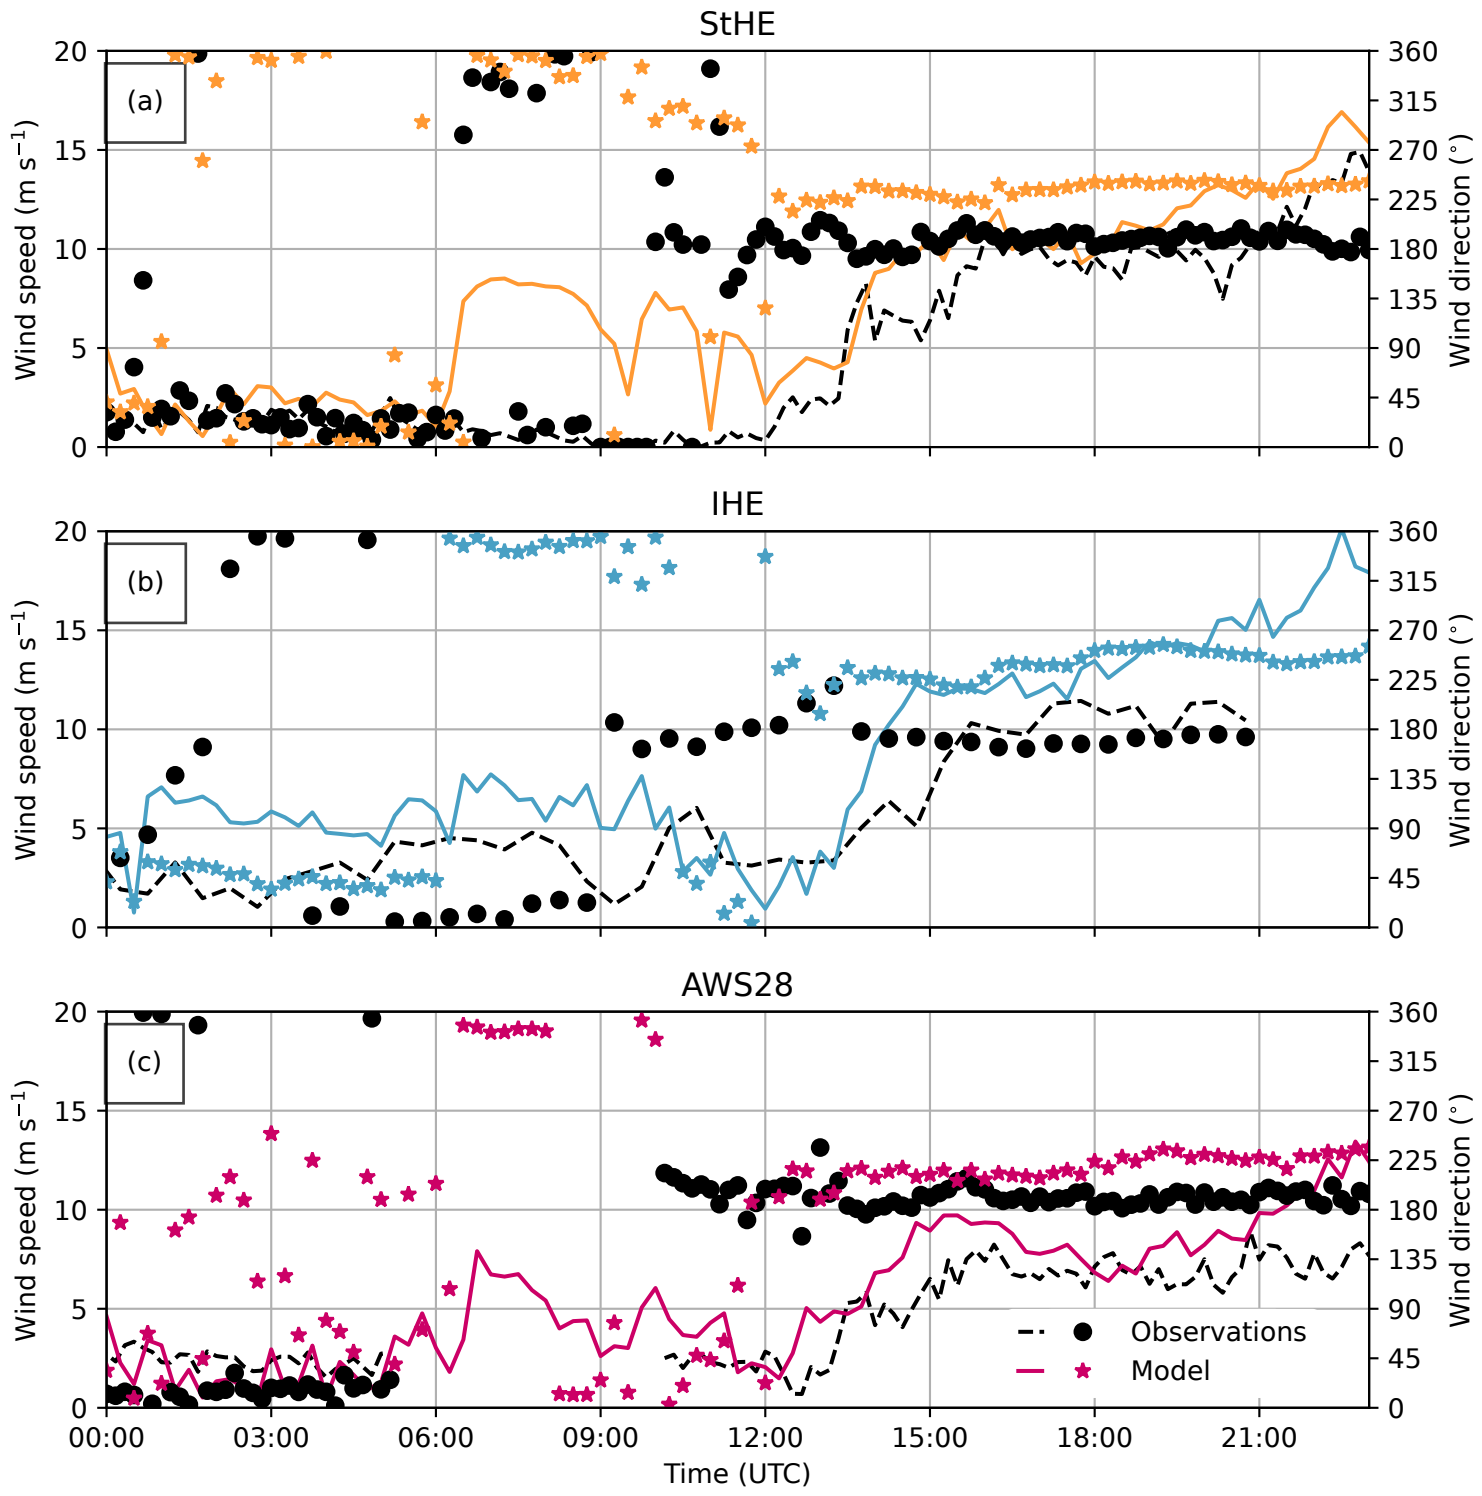 StHE
20
15
10
5
0
Wind speed (m s⁻¹)
(a)
360
315
270
225
180
135
90
45
0
Wind direction (°)
IHE
20
15
10
5
0
Wind speed (m s⁻¹)
(b)
360
315
270
225
180
135
90
45
0
Wind direction (°)
AWS28
20
15
10
5
0
Wind speed (m s⁻¹)
(c)
360
315
270
225
180
135
90
45
0
Wind direction (°)
Observations
Model
00:00 03:00 06:00 09:00 12:00 15:00 18:00 21:00
Time (UTC)